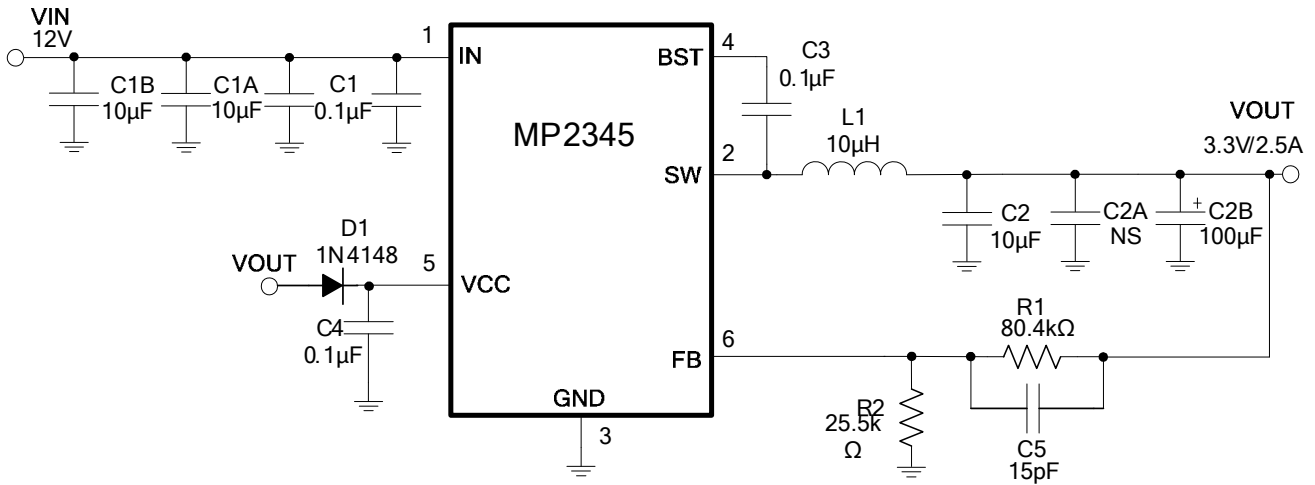 VIN
12V
1
IN
C1B
10µF
C1A
10µF
C1
0.1µF
MP2345
BST
4
C3
0.1µF
SW
2
L1
10µH
VOUT
3.3V/2.5A
C2
10µF
C2A
NS
+
C2B
100µF
D1
1N4148
VOUT
5
VCC
C4
0.1µF
FB
6
R1
80.4kΩ
R2
25.5k
Ω
C5
15pF
GND
3